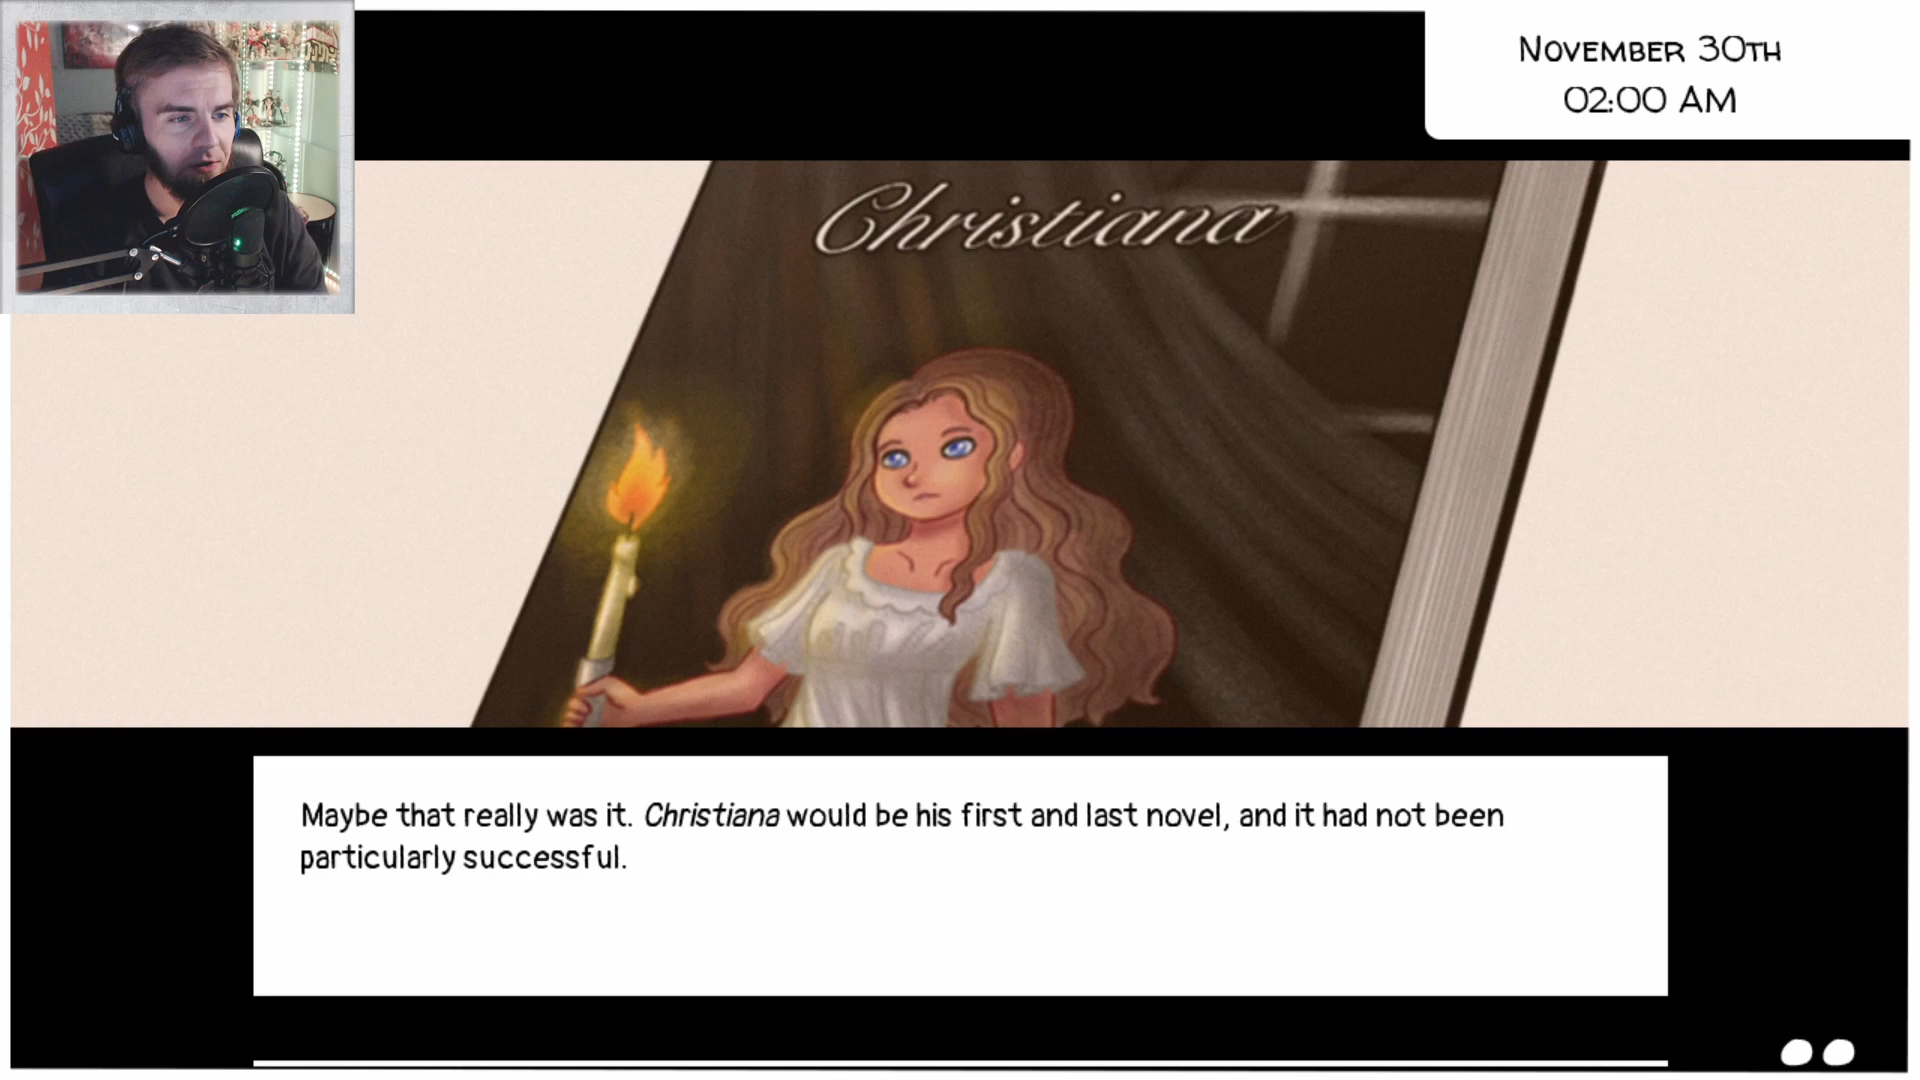 November 30th
02:00 AM
Christiana
Maybe that really was it. Christiana would be his first and last novel, and it had not been
particularly successful.